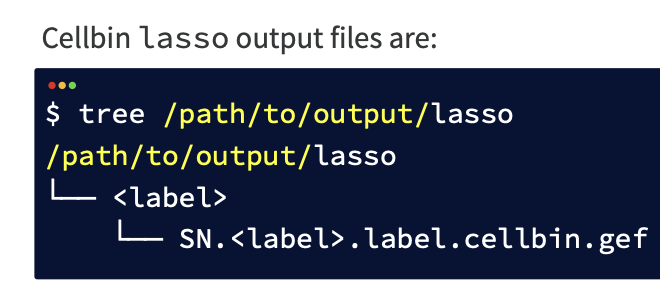 Cellbin lasso output files are:
$ tree /path/to/output/lasso
/path/to/output/lasso
└── <label>
    └── SN.<label>.label.cellbin.gef